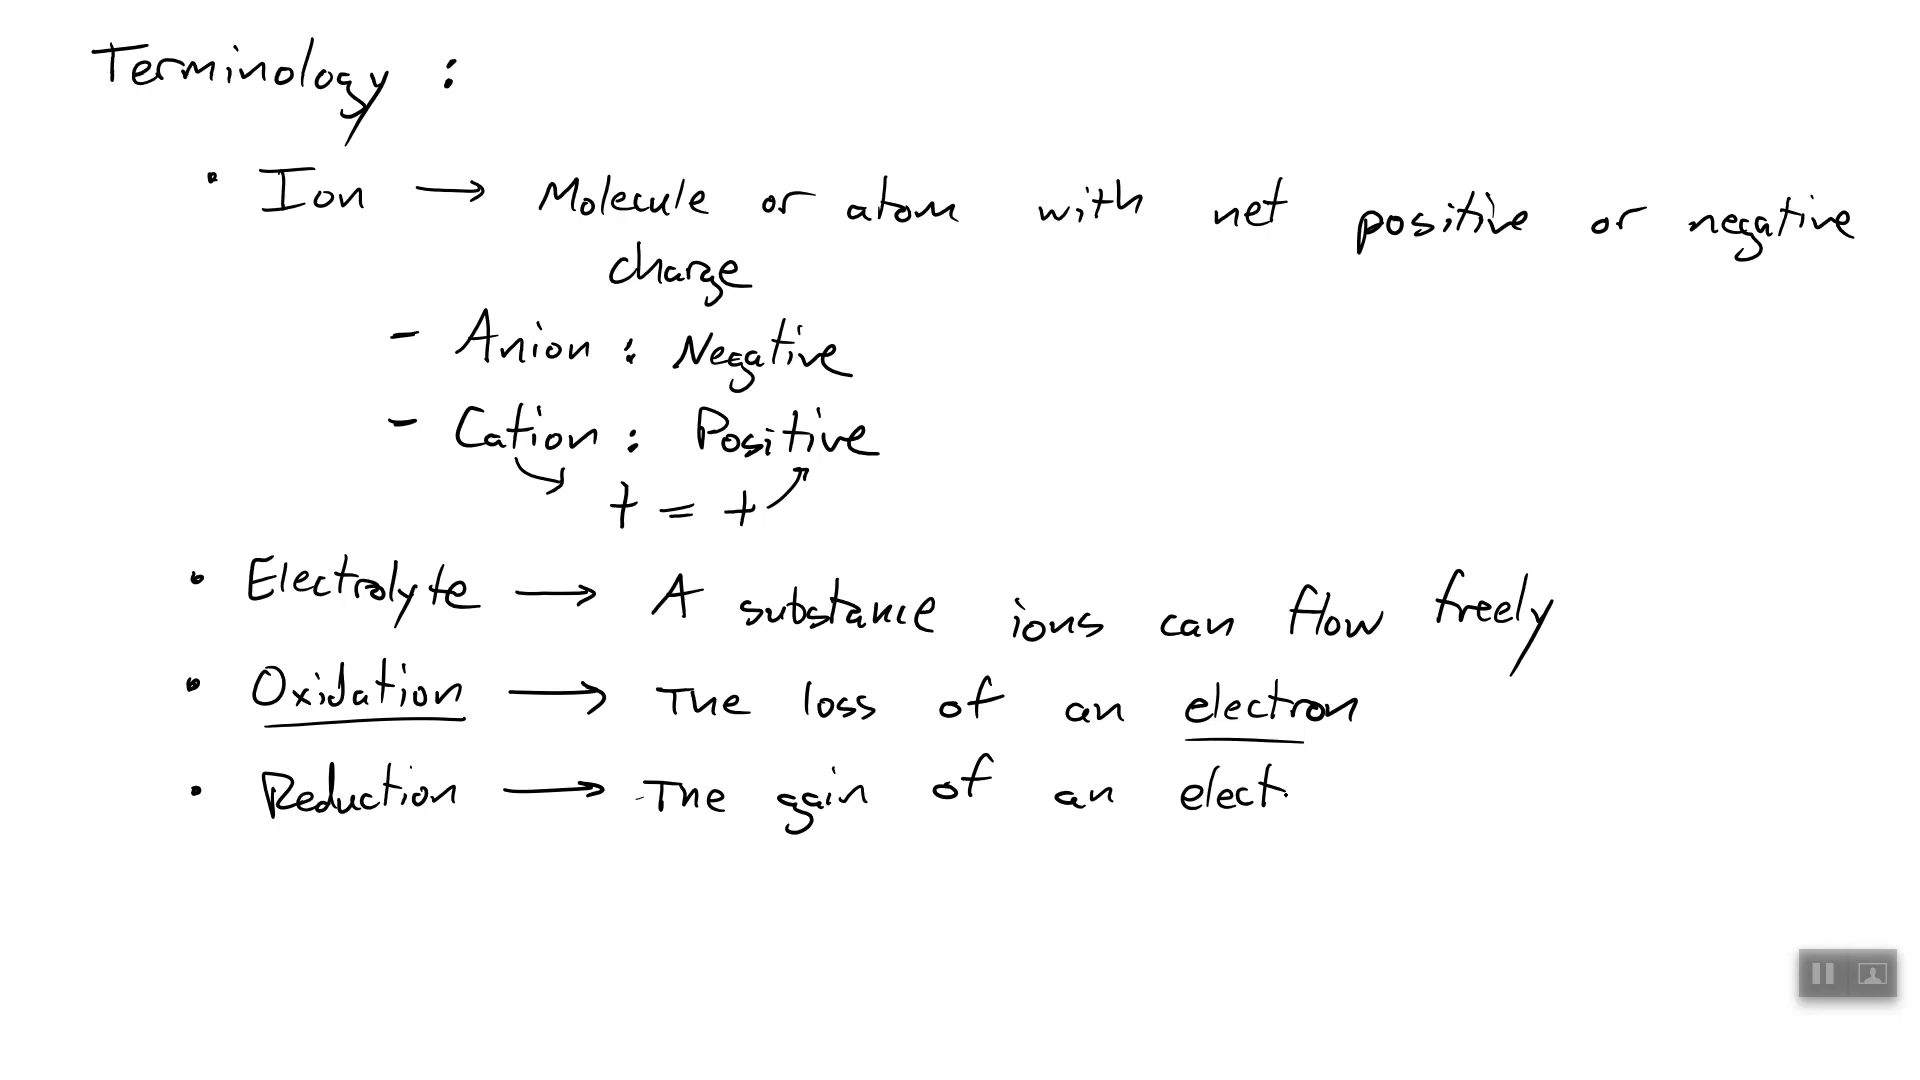 Terminology :
• Ion → Molecule or atom with net positive or negative
charge
- Anion : Negative
- Cation : Positive
t = +
• Electrolyte → A substance ions can flow freely
• Oxidation → The loss of an electron
• Reduction → The gain of an elect